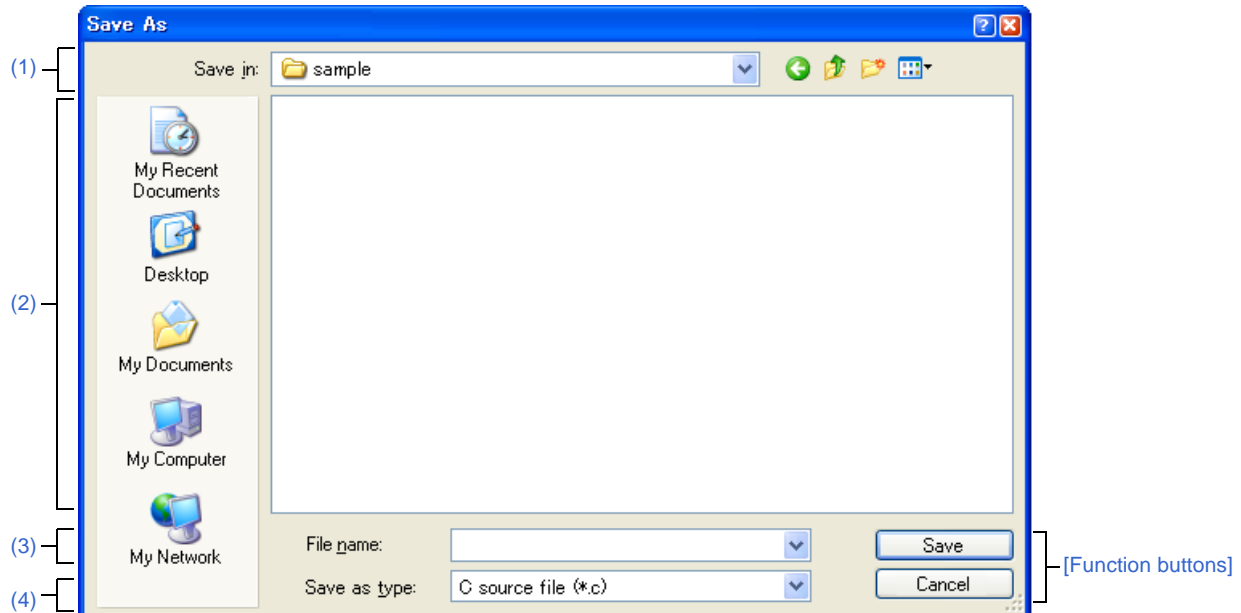 Save As
(1)
Save in:
sample
(2)
My Recent
Documents
Desktop
My Documents
My Computer
My Network
(3)
File name:
Save
[Function buttons]
(4)
Save as type:
C source file (*.c)
Cancel